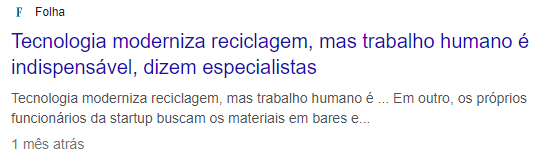 F Folha
Tecnologia moderniza reciclagem, mas trabalho humano é
indispensável, dizem especialistas
Tecnologia moderniza reciclagem, mas trabalho humano é ... Em outro, os próprios
funcionários da startup buscam os materiais em bares e...
1 mês atrás